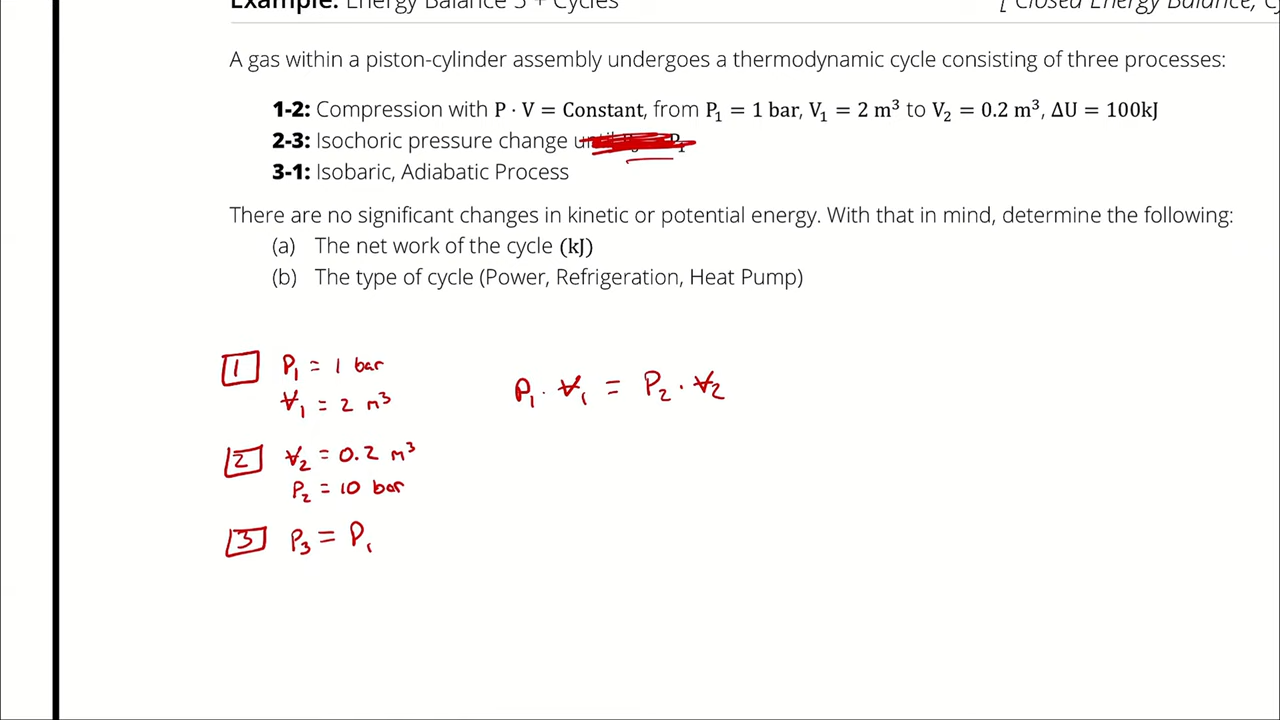 Example: Energy Balance 5 + Cycles [ Closed Energy Balance, Cy
A gas within a piston-cylinder assembly undergoes a thermodynamic cycle consisting of three processes:
1-2: Compression with P · V = Constant, from P₁ = 1 bar, V₁ = 2 m³ to V₂ = 0.2 m³, ΔU = 100kJ
2-3: Isochoric pressure change
3-1: Isobaric, Adiabatic Process
There are no significant changes in kinetic or potential energy. With that in mind, determine the following:
(a) The net work of the cycle (kJ)
(b) The type of cycle (Power, Refrigeration, Heat Pump)
1 P₁ = 1 bar
V₁ = 2 m³
P₁ · V₁ = P₂ · V₂
2 V₂ = 0.2 m³
P₂ = 10 bar
3 P₃ = P₁